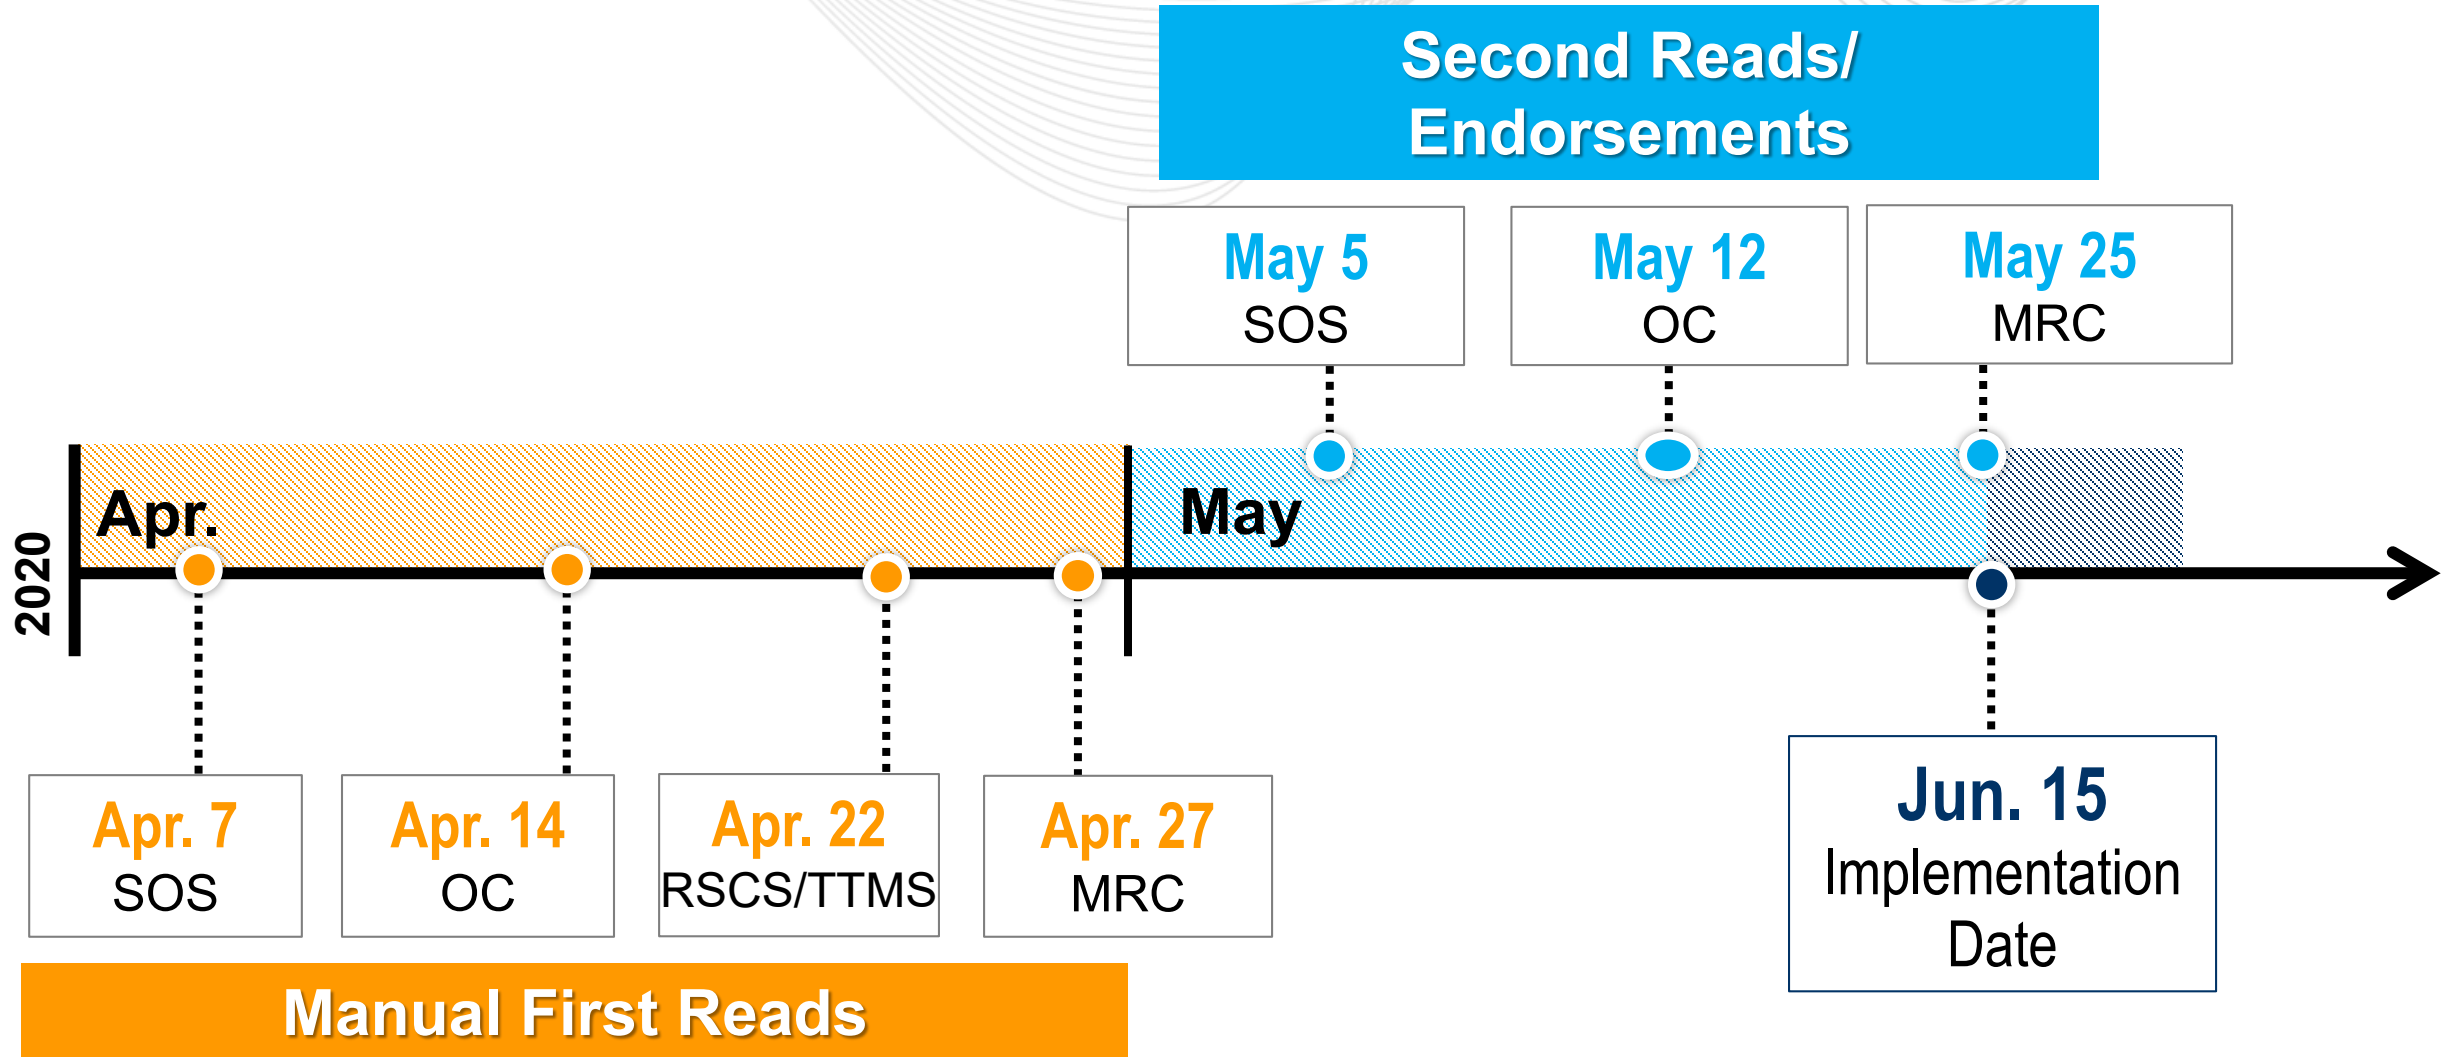 Second Reads/
Endorsements
May 5
SOS
May 12
OC
May 25
MRC
2020
Apr.
May
Apr. 7
SOS
Apr. 14
OC
Apr. 22
RSCS/TTMS
Apr. 27
MRC
Jun. 15
Implementation
Date
Manual First Reads